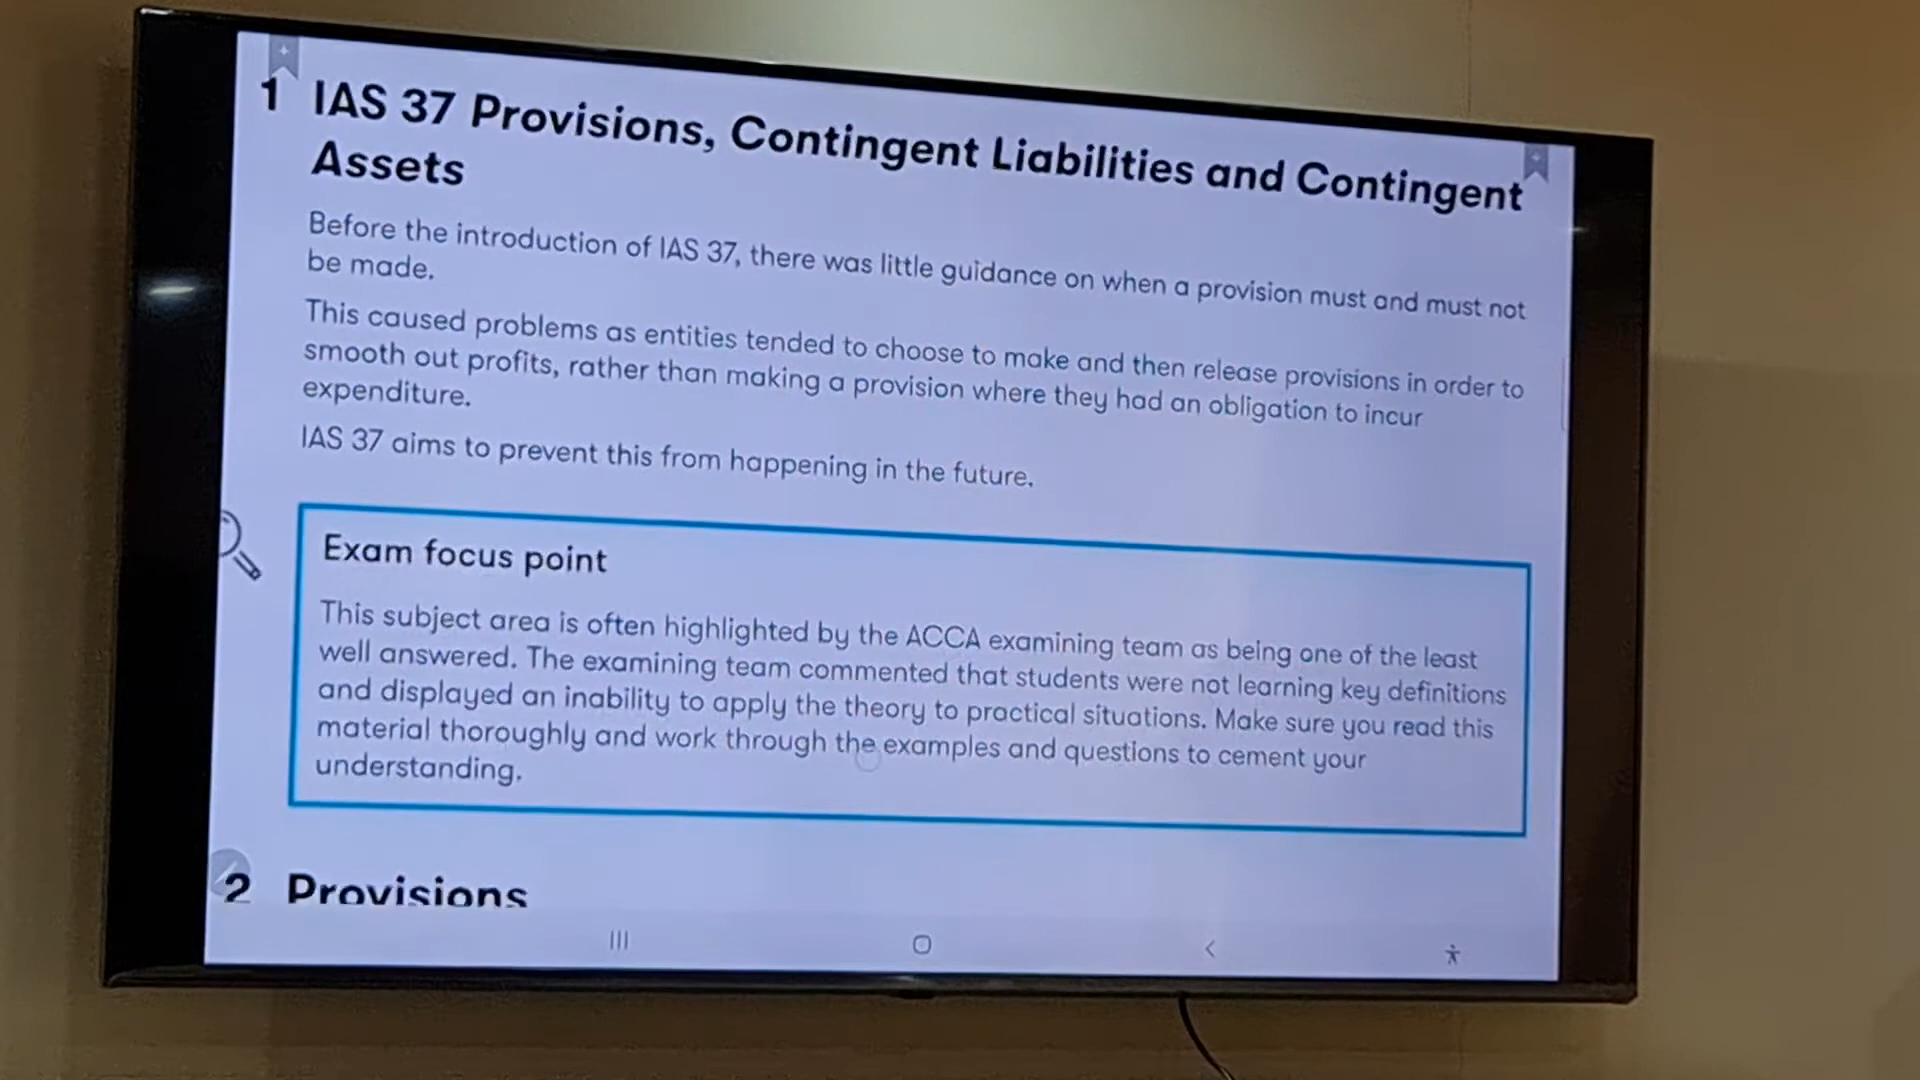 1 IAS 37 Provisions, Contingent Liabilities and Contingent
Assets
Before the introduction of IAS 37, there was little guidance on when a provision must and must not
be made.
This caused problems as entities tended to choose to make and then release provisions in order to
smooth out profits, rather than making a provision where they had an obligation to incur
expenditure.
IAS 37 aims to prevent this from happening in the future.
Exam focus point
This subject area is often highlighted by the ACCA examining team as being one of the least
well answered. The examining team commented that students were not learning key definitions
and displayed an inability to apply the theory to practical situations. Make sure you read this
material thoroughly and work through the examples and questions to cement your
understanding.
2 Provisions